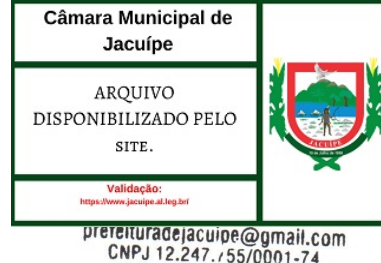 Câmara Municipal de
Jacuípe
ARQUIVO
DISPONIBILIZADO PELO
SITE.
Validação:
https://www.jacuipe.al.leg.br/
JACUÍPE
prefeituradejacuipe@gmail.com
CNPJ 12.247.755/0001-74